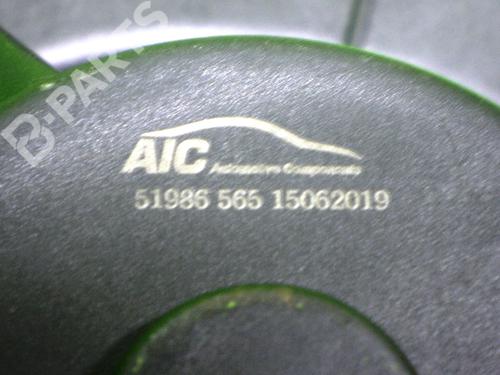 B-PARTS
AIC
Automotive Components
51986 565 15062019